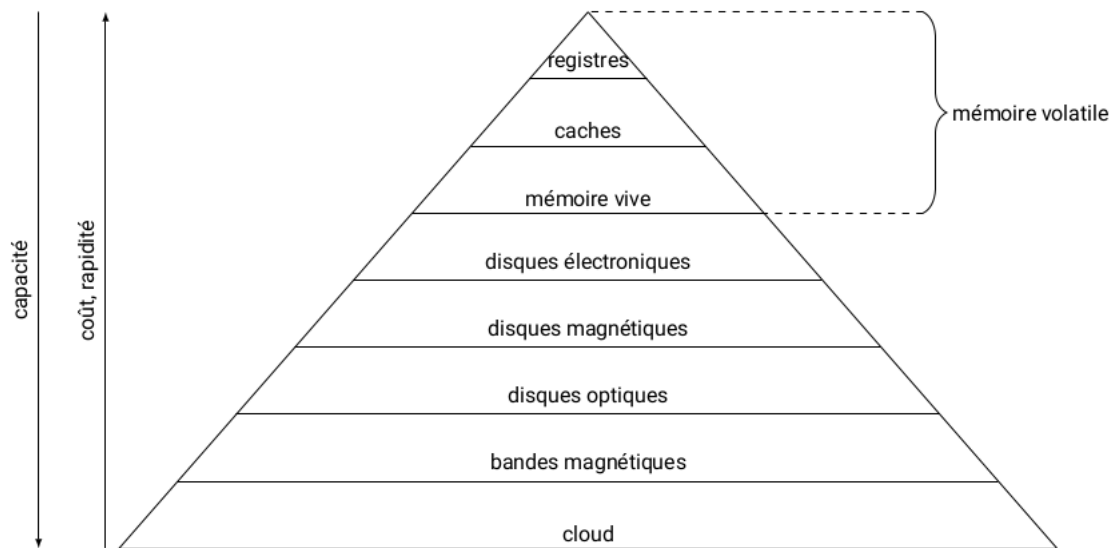 registres
caches
mémoire volatile
mémoire vive
disques électroniques
capacité
coût, rapidité
disques magnétiques
disques optiques
bandes magnétiques
cloud